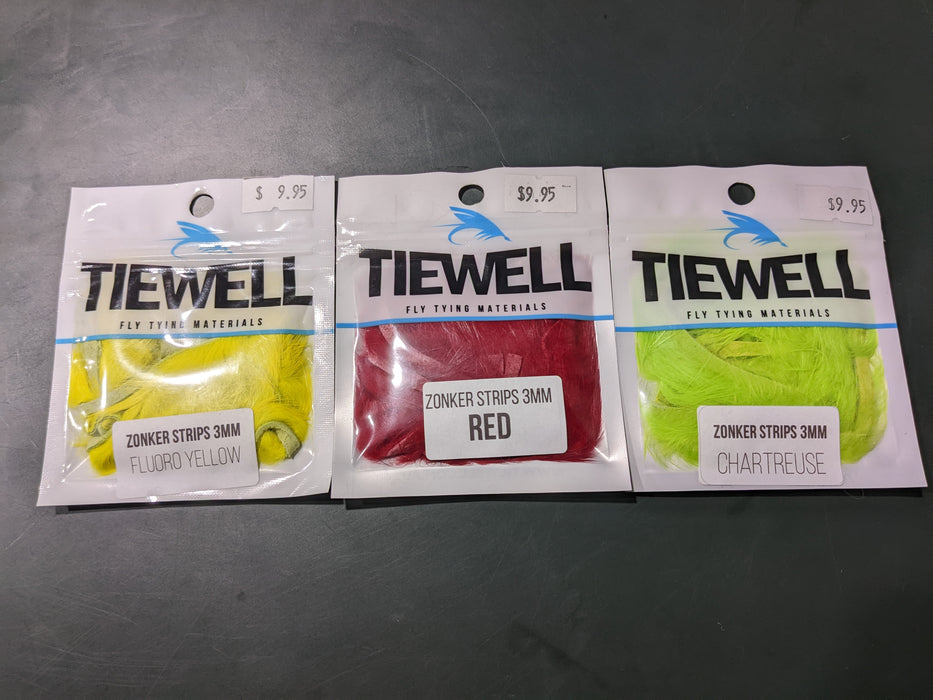 $ 9.95
TIEWELL
FLY TYING MATERIALS
ZONKER STRIPS 3MM
FLUORO YELLOW
$9.95
TIEWELL
FLY TYING MATERIALS
ZONKER STRIPS 3MM
RED
$9.95
TIEWELL
FLY TYING MATERIALS
ZONKER STRIPS 3MM
CHARTREUSE